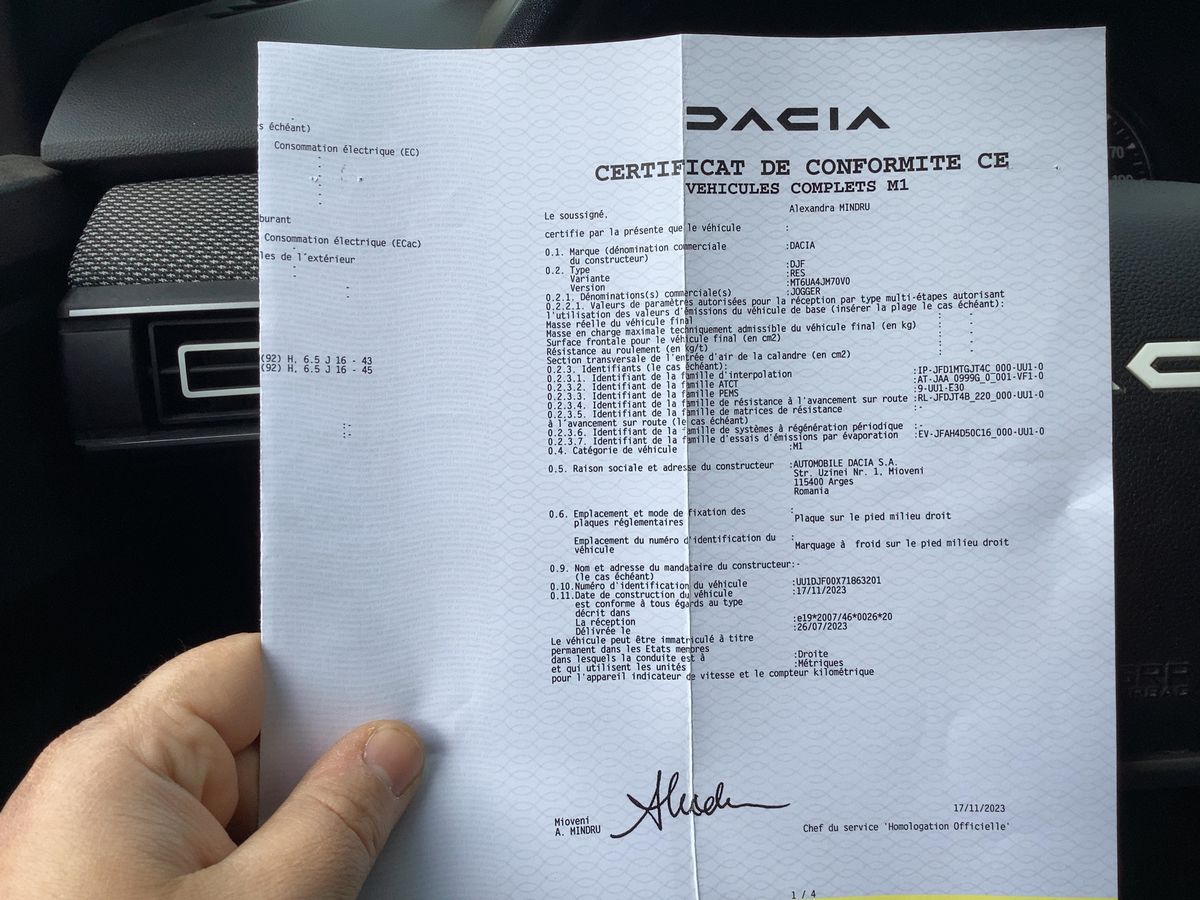 s échéant)
Consommation électrique (EC)
burant
Consommation électrique (ECac)
les de l'extérieur
(92) H, 6.5 J 16 - 43
(92) H, 6.5 J 16 - 45
DACIA
CERTIFICAT DE CONFORMITE CE
VEHICULES COMPLETS M1
Alexandra MINDRU
Le soussigné,
certifie par la présente que le véhicule :
0.1. Marque (dénomination commerciale :DACIA
du constructeur)
0.2. Type :DJF
Variante :RES
Version :MT6UA4JM70V0
0.2.1. Dénominations(s) commerciale(s) :JOGGER
0.2.2.1. Valeurs de paramètres autorisées pour la réception par type multi-étapes autorisant
l'utilisation des valeurs d'émissions du véhicule de base (insérer la plage le cas échéant):
Masse réelle du véhicule final : -
Masse en charge maximale techniquement admissible du véhicule final (en kg) : -
Surface frontale pour le véhicule final (en cm2) : -
Résistance au roulement (en kg/t) : -
Section transversale de l'entrée d'air de la calandre (en cm2) : -
0.2.3. Identifiants (le cas échéant):
0.2.3.1. Identifiant de la famille d'interpolation :IP-JFD1MTGJT4C_000-UU1-0
0.2.3.2. Identifiant de la famille ATCT :AT-JAA_0999G_0_001-VF1-0
0.2.3.3. Identifiant de la famille PEMS :9-UU1-E30
0.2.3.4. Identifiant de la famille de résistance à l'avancement sur route :RL-JFDJT4B_220_000-UU1-0
0.2.3.5. Identifiant de la famille de matrices de résistance :-
à l'avancement sur route (le cas échéant)
0.2.3.6. Identifiant de la famille de systèmes à régénération périodique :-
0.2.3.7. Identifiant de la famille d'essais d'émissions par évaporation :EV-JFAH4D50C16_000-UU1-0
0.4. Catégorie de véhicule :M1
0.5. Raison sociale et adresse du constructeur :AUTOMOBILE DACIA S.A.
Str. Uzinei Nr. 1, Mioveni
115400 Arges
Romania
0.6. Emplacement et mode de fixation des :
plaques réglementaires Plaque sur le pied milieu droit
Emplacement du numéro d'identification du :
véhicule Marquage à froid sur le pied milieu droit
0.9. Nom et adresse du mandataire du constructeur:-
(le cas échéant)
0.10.Numéro d'identification du véhicule :UU1DJF00X71863201
0.11.Date de construction du véhicule :17/11/2023
est conforme à tous égards au type
décrit dans
La réception :e19*2007/46*0026*20
Délivrée le :26/07/2023
Le véhicule peut être immatriculé à titre
permanent dans les Etats membres
dans lesquels la conduite est à :Droite
et qui utilisent les unités :Métriques
pour l'appareil indicateur de vitesse et le compteur kilométrique
Mioveni
A. MINDRU
17/11/2023
Chef du service 'Homologation Officielle'
1 / 4